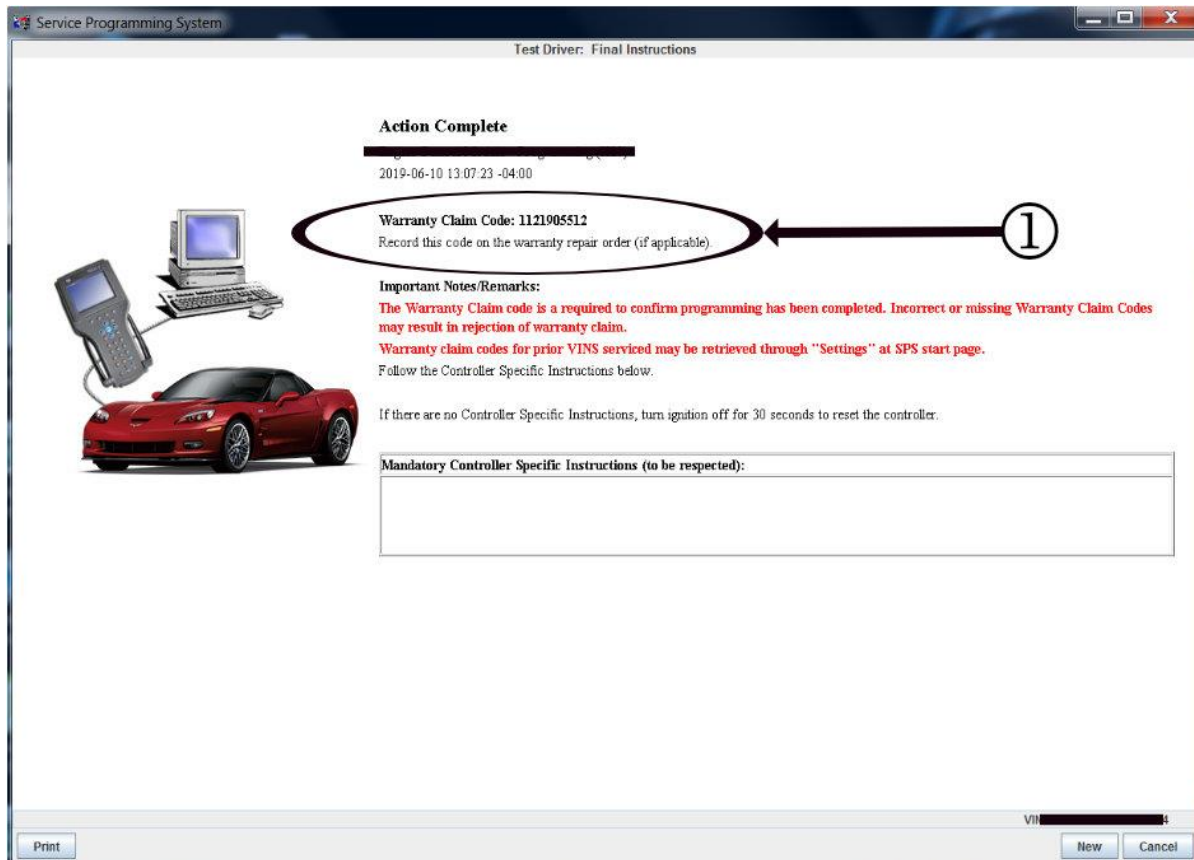 Service Programming System
Test Driver: Final Instructions
Action Complete
2019-06-10 13:07:23 -04:00
Warranty Claim Code: 1121905512
Record this code on the warranty repair order (if applicable).
1
Important Notes/Remarks:
The Warranty Claim code is a required to confirm programming has been completed. Incorrect or missing Warranty Claim Codes
may result in rejection of warranty claim.
Warranty claim codes for prior VINS serviced may be retrieved through "Settings" at SPS start page.
Follow the Controller Specific Instructions below.
If there are no Controller Specific Instructions, turn ignition off for 30 seconds to reset the controller.
Mandatory Controller Specific Instructions (to be respected):
VIN 4
Print New Cancel